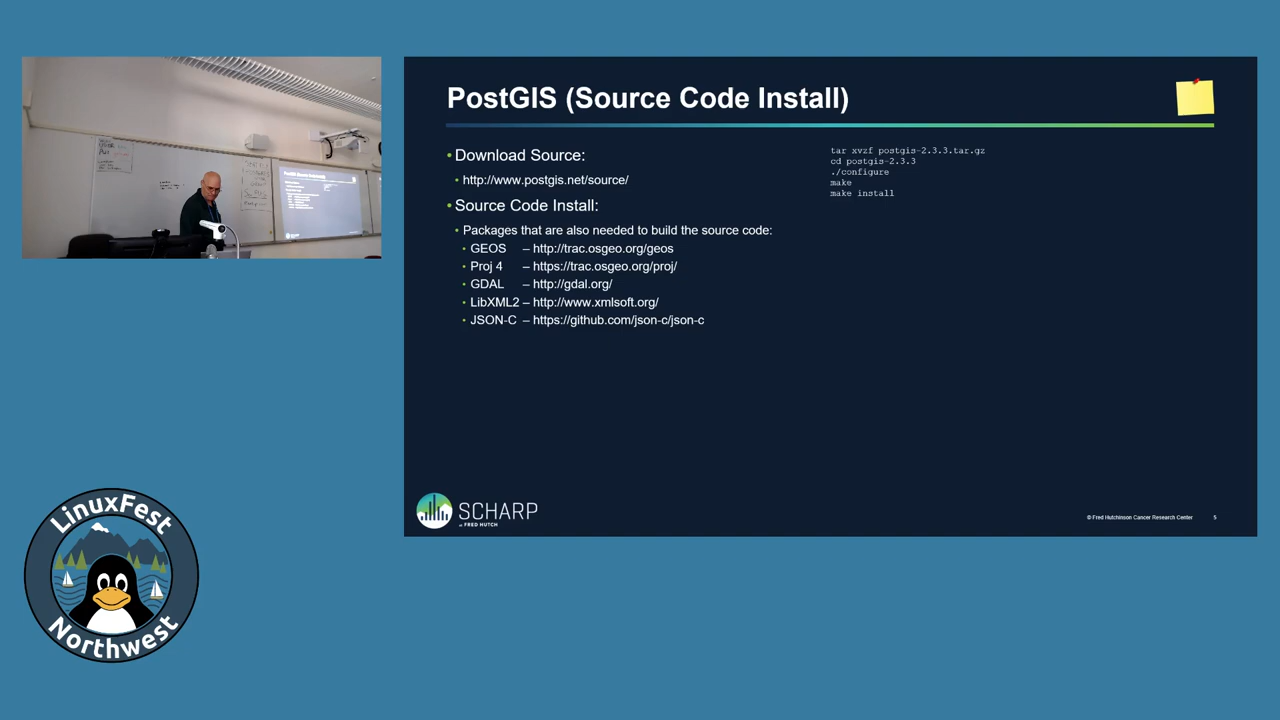 PostGIS (Source Code Install)
• Download Source:
• http://www.postgis.net/source/
• Source Code Install:
• Packages that are also needed to build the source code:
• GEOS – http://trac.osgeo.org/geos
• Proj 4 – https://trac.osgeo.org/proj/
• GDAL – http://gdal.org/
• LibXML2 – http://www.xmlsoft.org/
• JSON-C – https://github.com/json-c/json-c
tar xvzf postgis-2.3.3.tar.gz
cd postgis-2.3.3
./configure
make
make install
SCHARP
at FRED HUTCH
© Fred Hutchinson Cancer Research Center
5
LinuxFest
Northwest